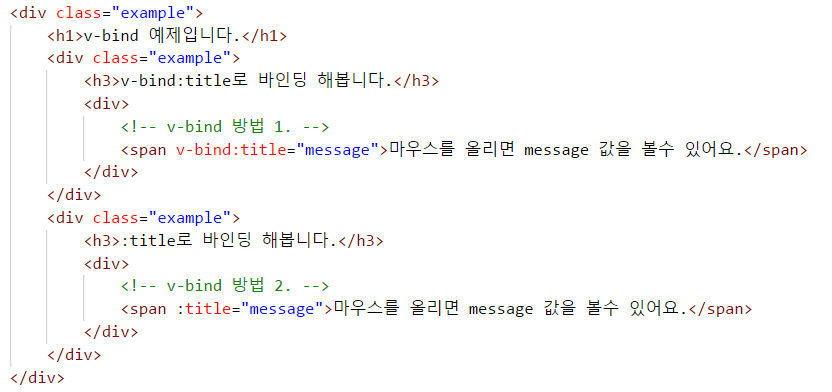 <div class="example">
<h1>v-bind 예제입니다.</h1>
<div class="example">
<h3>v-bind:title로 바인딩 해봅니다.</h3>
<div>
<!-- v-bind 방법 1. -->
<span v-bind:title="message">마우스를 올리면 message 값을 볼수 있어요.</span>
</div>
</div>
<div class="example">
<h3>:title로 바인딩 해봅니다.</h3>
<div>
<!-- v-bind 방법 2. -->
<span :title="message">마우스를 올리면 message 값을 볼수 있어요.</span>
</div>
</div>
</div>